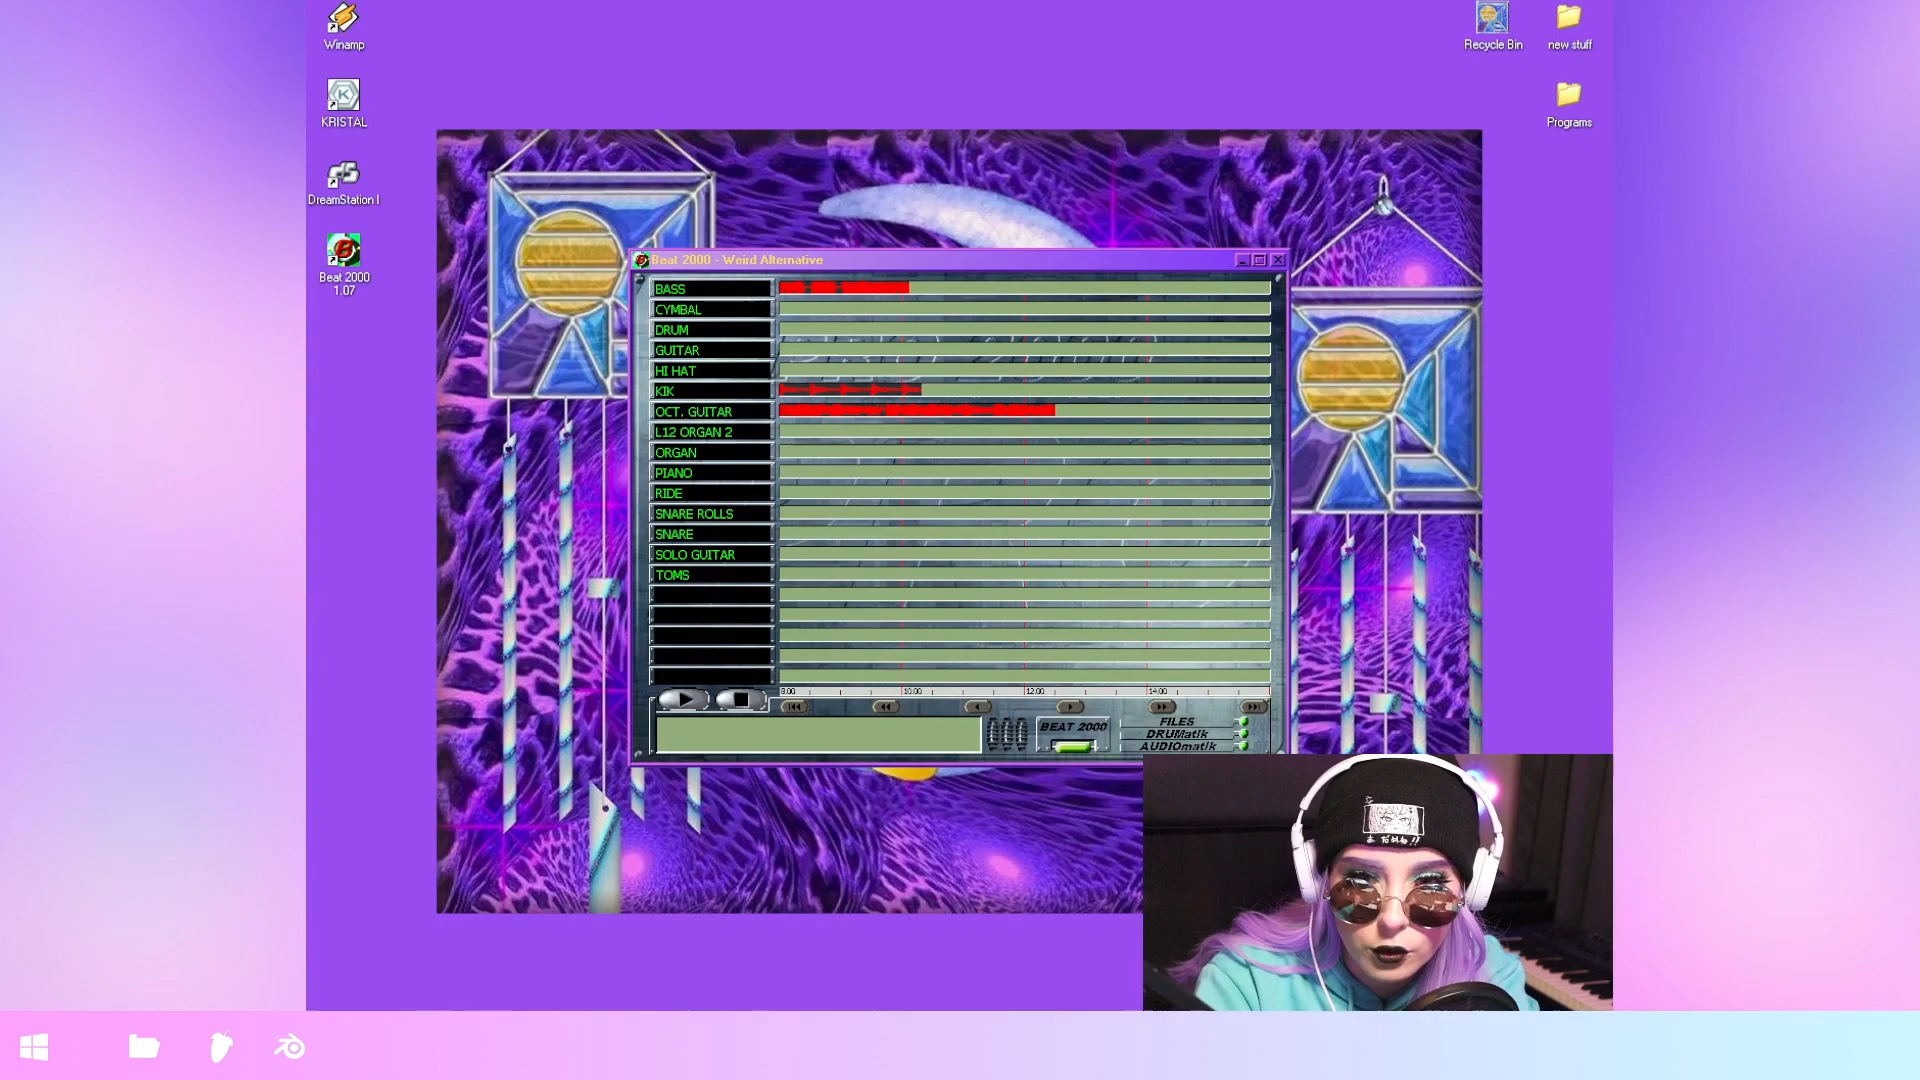 Winamp
KRISTAL
DreamStation I
Beat 2000
1.07
Recycle Bin
new stuff
Programs
Beat 2000 - Weird Alternative
BASS
CYMBAL
DRUM
GUITAR
HI HAT
KIK
OCT. GUITAR
L12 ORGAN 2
ORGAN
PIANO
RIDE
SNARE ROLLS
SNARE
SOLO GUITAR
TOMS
8.00 10.00 12.00 14.00
BEAT 2000
FILES
DRUMatik
AUDIOmatik